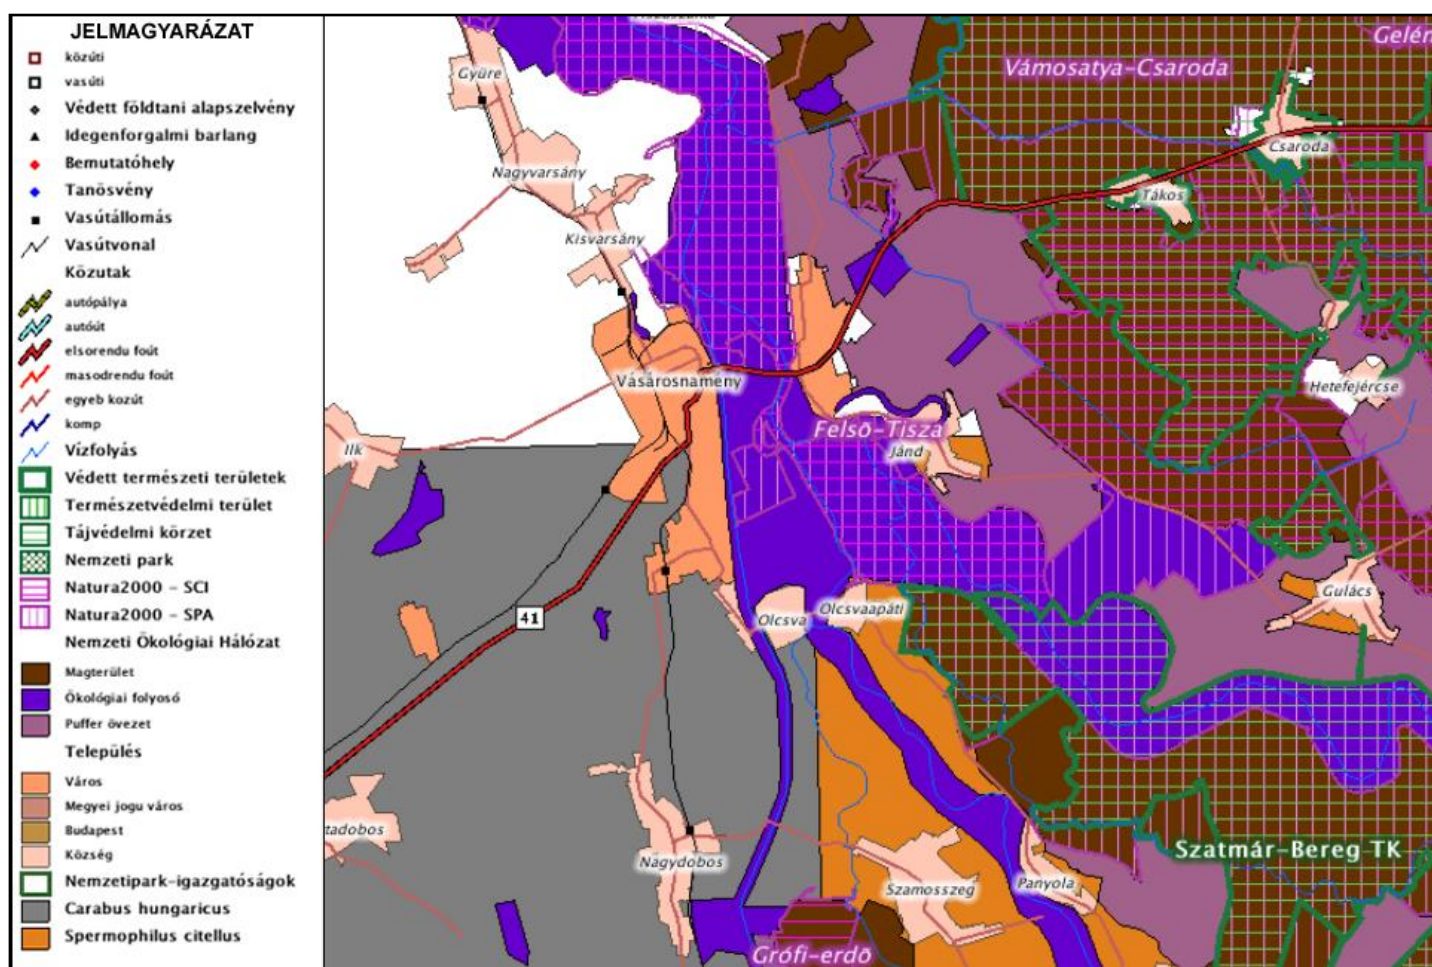 JELMAGYARÁZAT
közúti
vasúti
Védett földtani alapszelvény
Idegenforgalmi barlang
Bemutatóhely
Tanösvény
Vasútállomás
Vasútvonal
Közutak
autópálya
autóút
elsorendu foút
masodrendu foút
egyeb kozút
komp
Vízfolyás
Védett természeti területek
Természetvédelmi terület
Tájvédelmi körzet
Nemzeti park
Natura2000 - SCI
Natura2000 - SPA
Nemzeti Ökológiai Hálózat
Magterület
Ökológiai folyosó
Puffer övezet
Település
Város
Megyei jogu város
Budapest
Község
Nemzetipark-igazgatóságok
Carabus hungaricus
Spermophilus citellus
Gelén
Vámosatya-Csaroda
Gyüre
Csaroda
Nagyvarsány
Tákos
Kisvarsány
Vásárosnamény
Hetefejércse
Felsö-Tisza
Ilk
Jánd
Gulács
Olcsvaapáti
Olcsva
41
tadobos
Szatmár-Bereg TK
Nagydobos
Szamosszeg
Panyola
Grófi-erdö